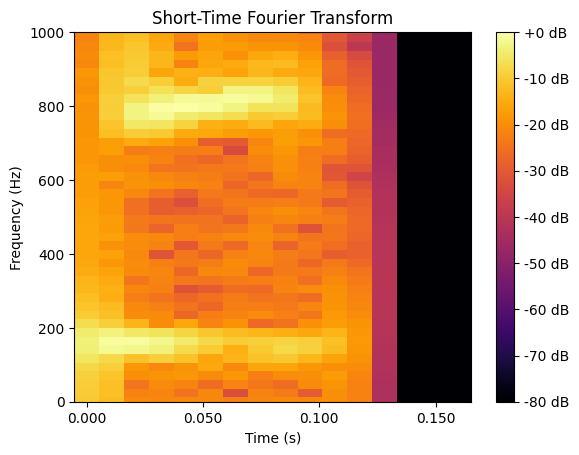 Short-Time Fourier Transform
1000
800
600
400
200
0
Frequency (Hz)
0.000
0.050
0.100
0.150
Time (s)
+0 dB
-10 dB
-20 dB
-30 dB
-40 dB
-50 dB
-60 dB
-70 dB
-80 dB